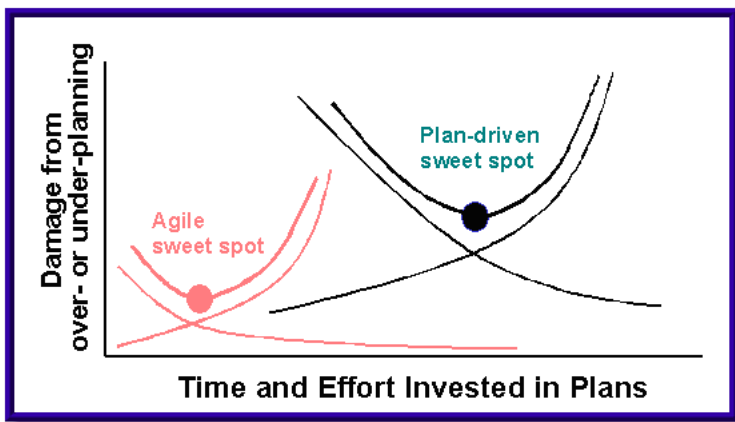 Damage from
over- or under-planning
Plan-driven
sweet spot
Agile
sweet spot
Time and Effort Invested in Plans